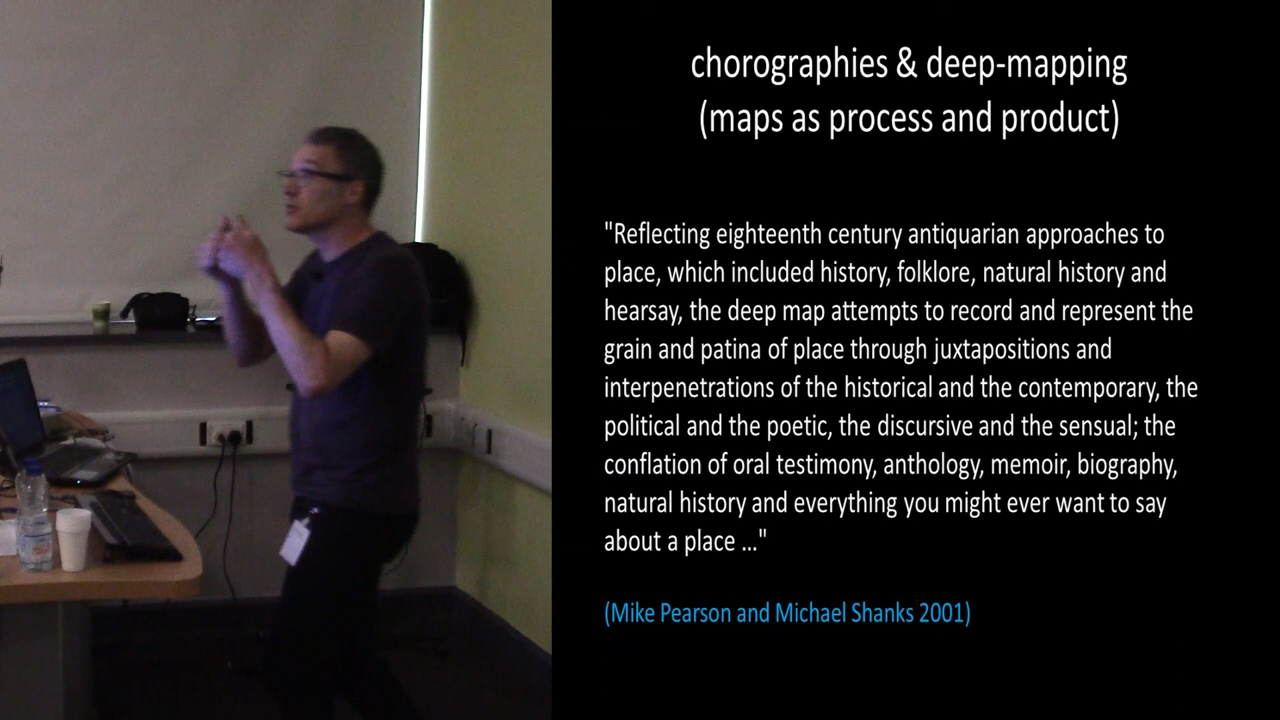 chorographies & deep-mapping
(maps as process and product)
"Reflecting eighteenth century antiquarian approaches to
place, which included history, folklore, natural history and
hearsay, the deep map attempts to record and represent the
grain and patina of place through juxtapositions and
interpenetrations of the historical and the contemporary, the
political and the poetic, the discursive and the sensual; the
conflation of oral testimony, anthology, memoir, biography,
natural history and everything you might ever want to say
about a place ..."
(Mike Pearson and Michael Shanks 2001)